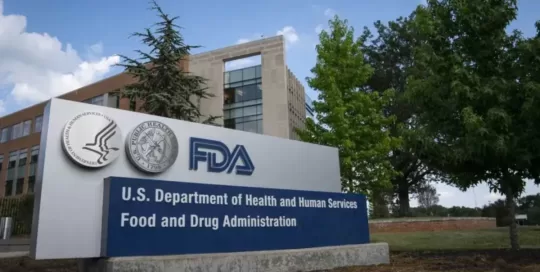 FDA
U.S. Department of Health and Human Services
Food and Drug Administration